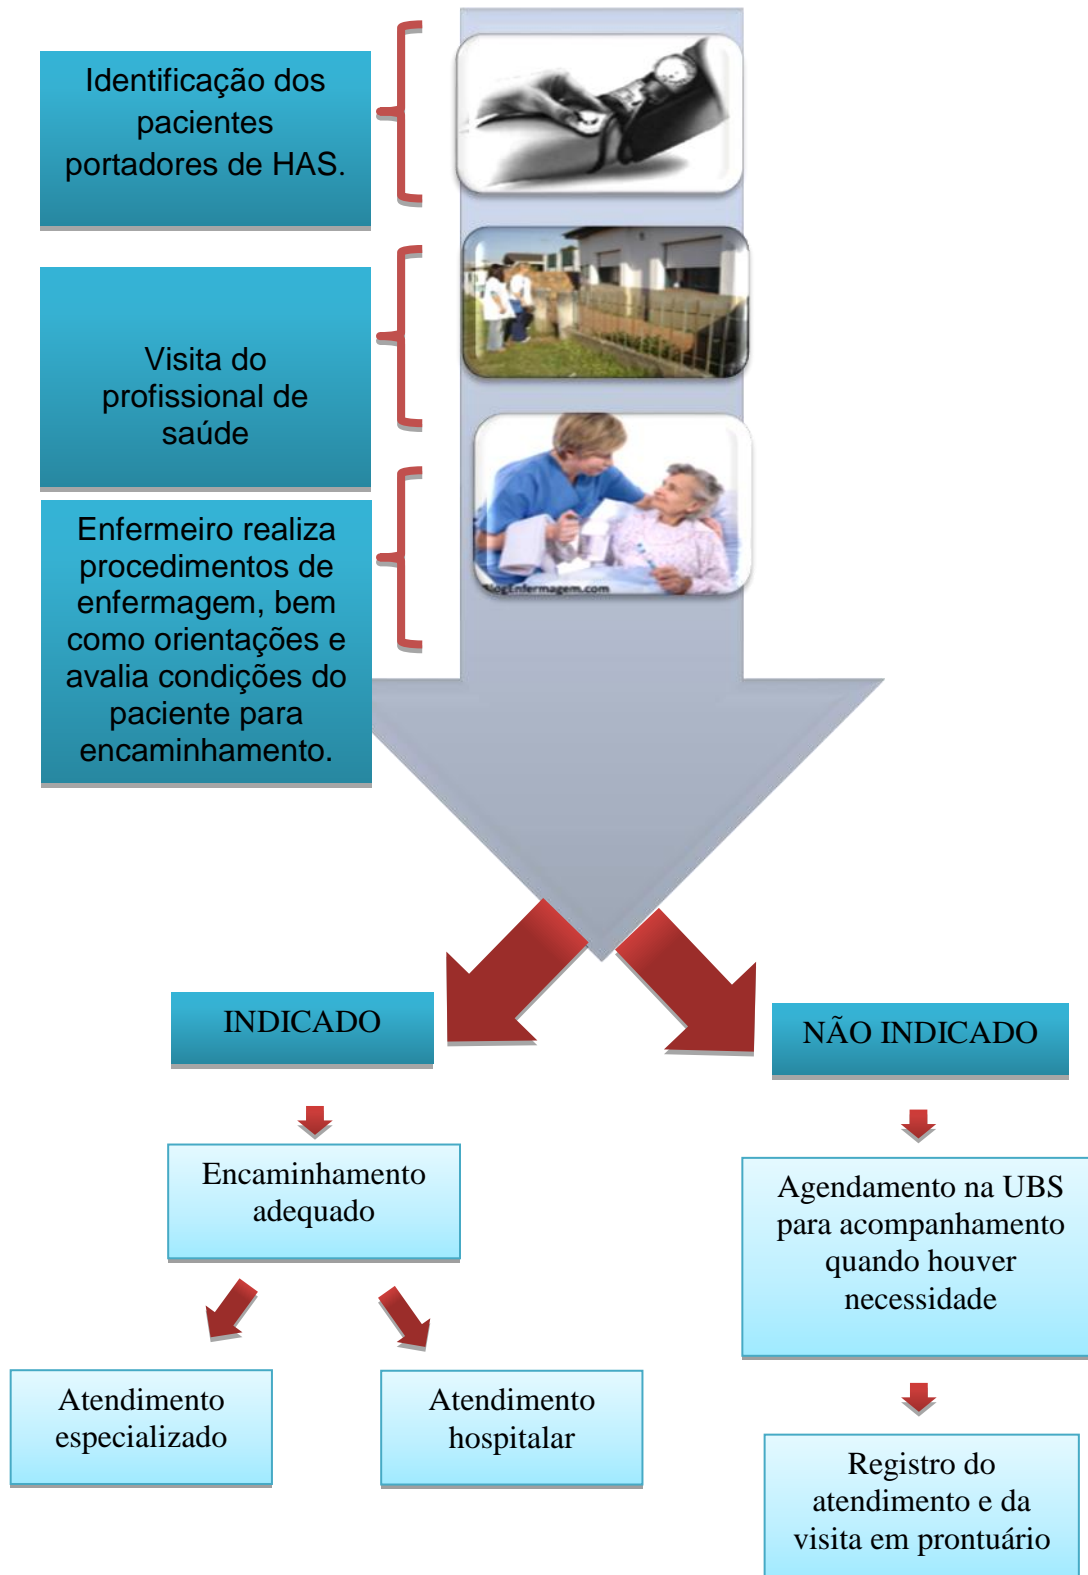 Identificação dos
pacientes
portadores de HAS.
Visita do
profissional de
saúde
Enfermeiro realiza
procedimentos de
enfermagem, bem
como orientações e
avalia condições do
paciente para
encaminhamento.
BlogEnfermagem.com
INDICADO
NÃO INDICADO
Encaminhamento
adequado
Agendamento na UBS
para acompanhamento
quando houver
necessidade
Atendimento
especializado
Atendimento
hospitalar
Registro do
atendimento e da
visita em prontuário